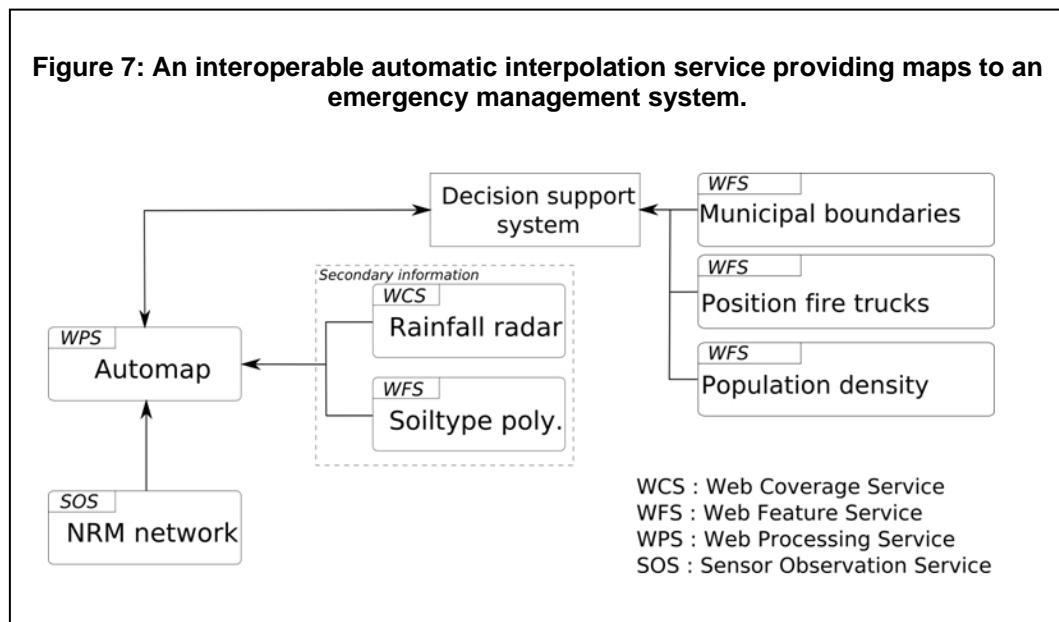 Figure 7: An interoperable automatic interpolation service providing maps to an
emergency management system.
Decision support
system
WFS
Municipal boundaries
WFS
Position fire trucks
WFS
Population density
Secondary information
WCS
Rainfall radar
WFS
Soiltype poly.
WPS
Automap
SOS
NRM network
WCS : Web Coverage Service
WFS : Web Feature Service
WPS : Web Processing Service
SOS : Sensor Observation Service